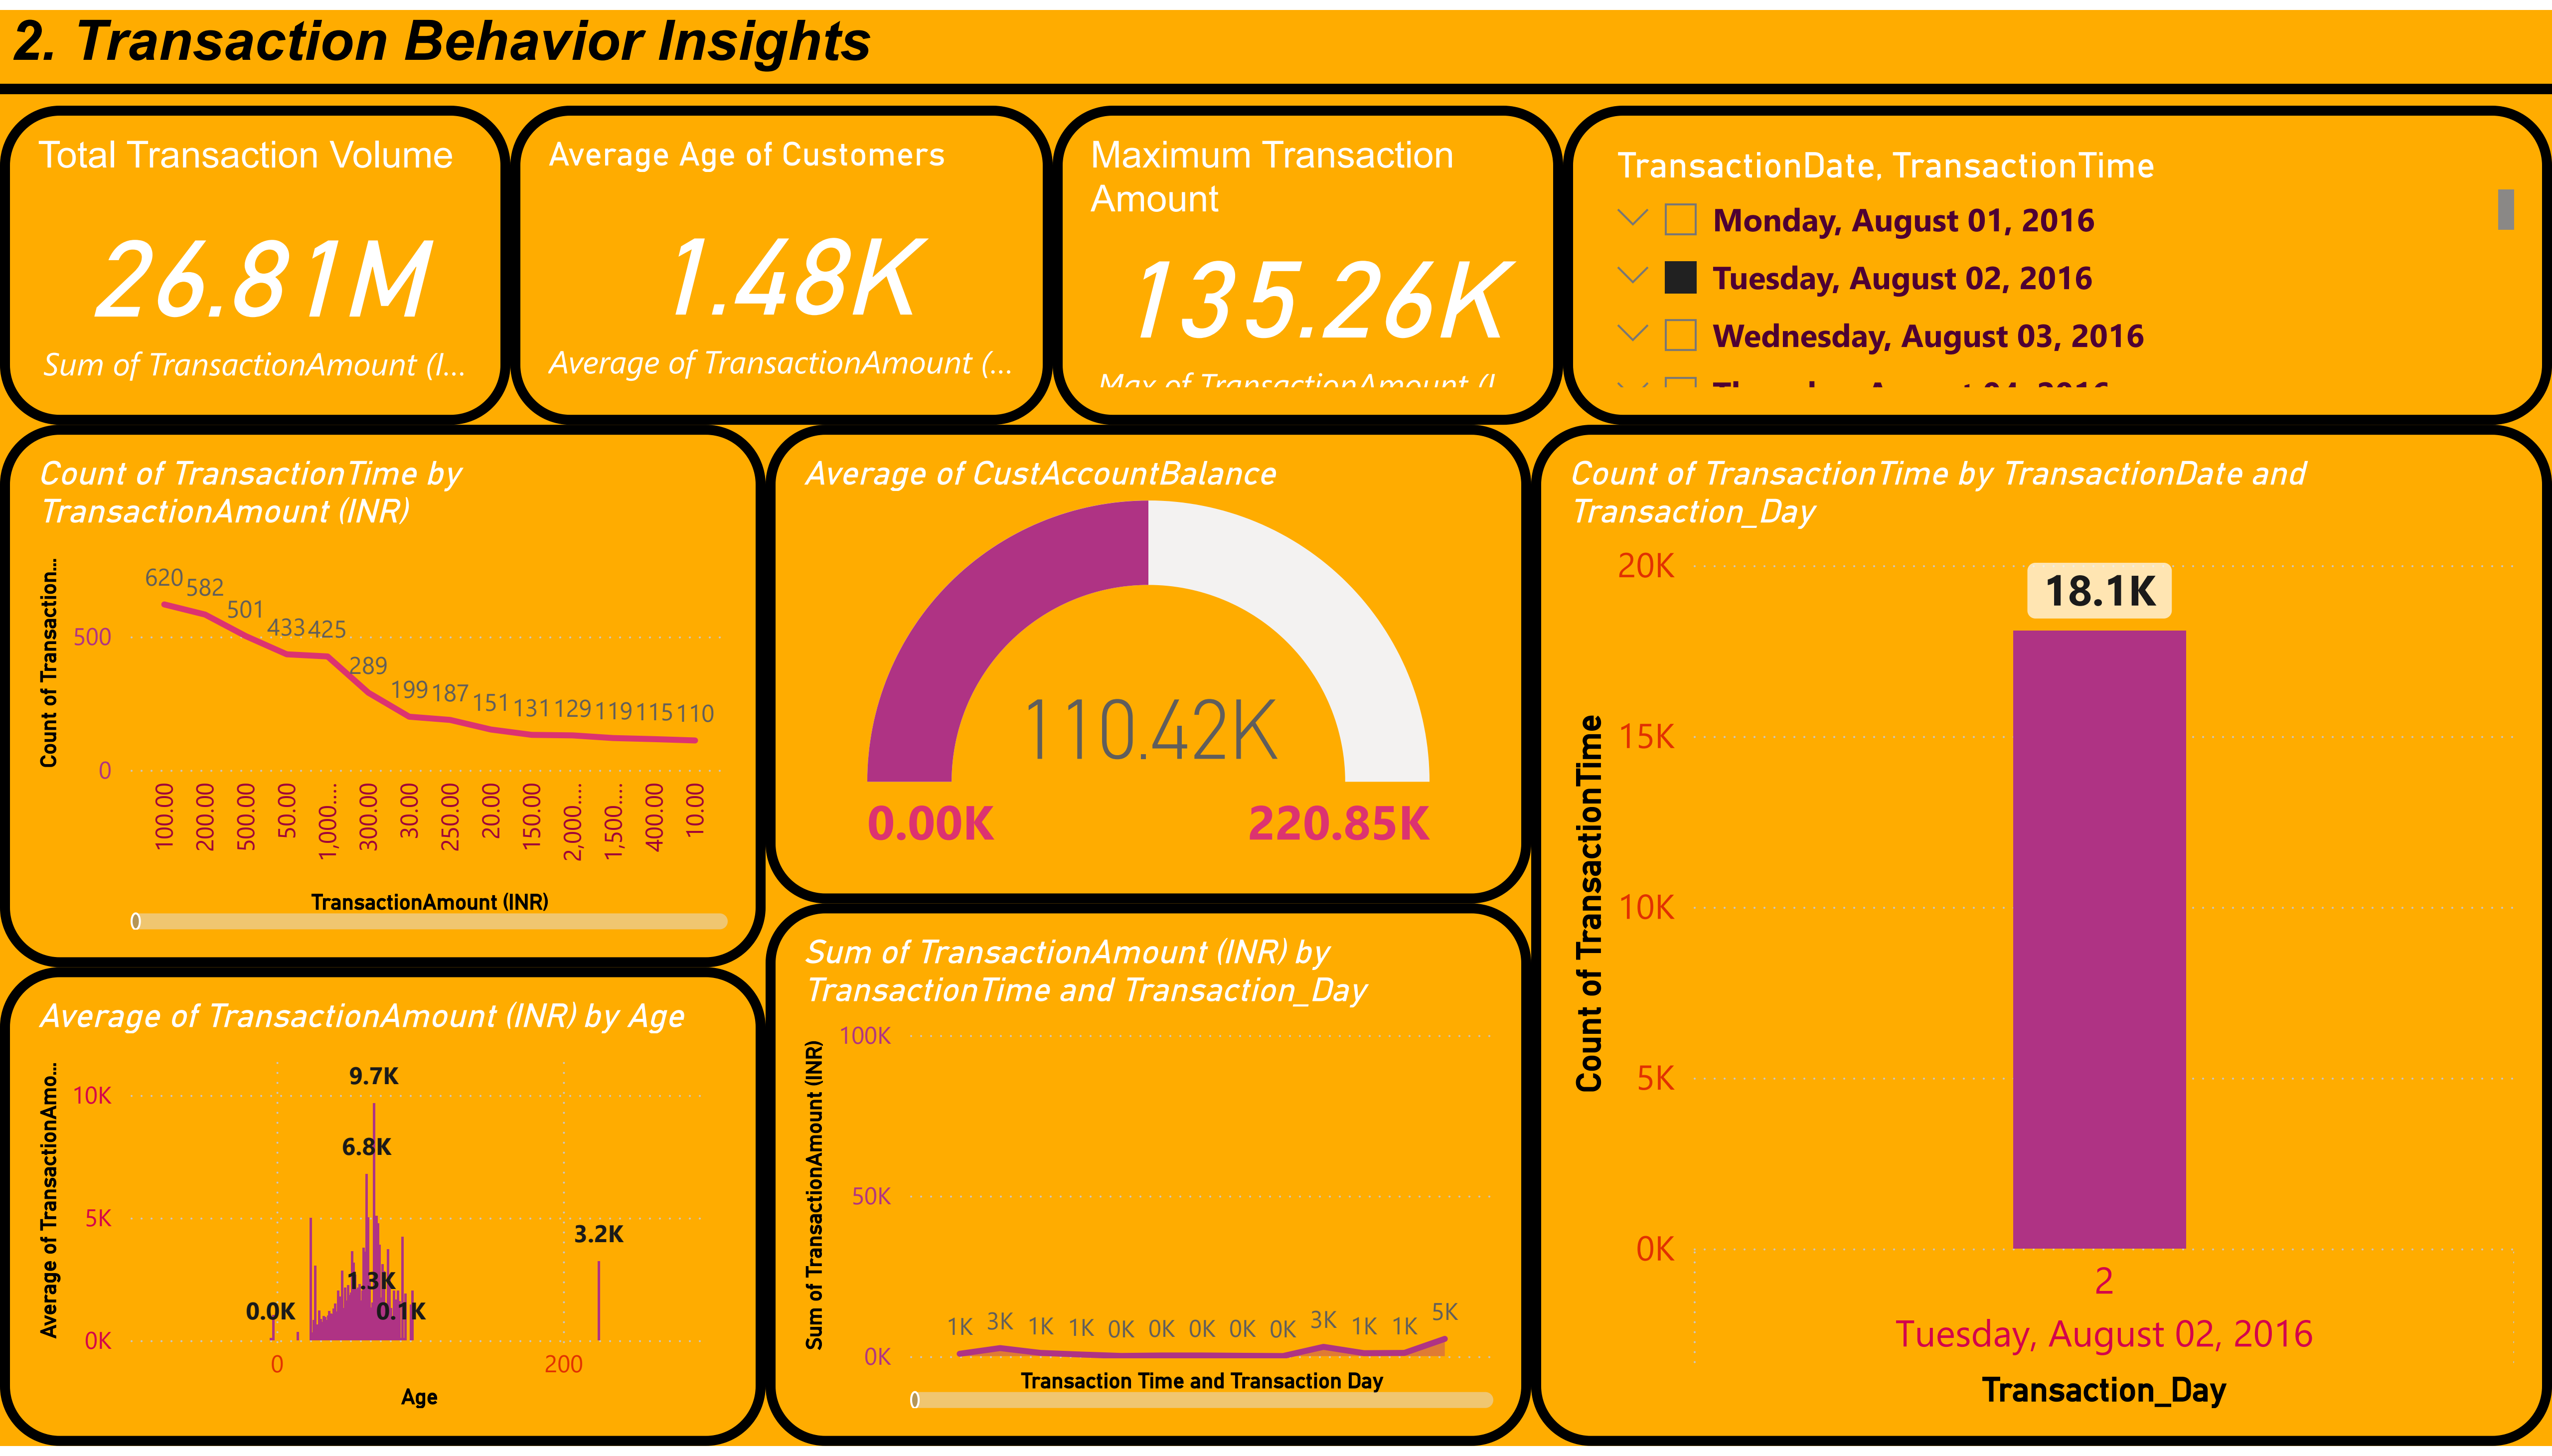 2. Transaction Behavior Insights
Total Transaction Volume
26.81M
Sum of TransactionAmount (I...
Average Age of Customers
1.48K
Average of TransactionAmount (...
Maximum Transaction
Amount
135.26K
Max of TransactionAmount (I
TransactionDate, TransactionTime
Monday, August 01, 2016
Tuesday, August 02, 2016
Wednesday, August 03, 2016
Count of TransactionTime by
TransactionAmount (INR)
Count of Transaction...
620 582 501 433 425 289 199 187 151 131 129 119 115 110
500
0
100.00 200.00 500.00 50.00 1,000.... 300.00 30.00 250.00 20.00 150.00 2,000.... 1,500.... 400.00 10.00
TransactionAmount (INR)
Average of CustAccountBalance
110.42K
0.00K 220.85K
Count of TransactionTime by TransactionDate and
Transaction_Day
Count of TransactionTime
20K
18.1K
15K
10K
5K
0K
2
Tuesday, August 02, 2016
Transaction_Day
Average of TransactionAmount (INR) by Age
Average of TransactionAmo...
9.7K
10K
6.8K
5K
3.2K
1.3K
0.0K 0.1K
0K
0 200
Age
Sum of TransactionAmount (INR) by
TransactionTime and Transaction_Day
Sum of TransactionAmount (INR)
100K
50K
1K 3K 1K 1K 0K 0K 0K 0K 0K 3K 1K 1K 5K
0K
Transaction Time and Transaction Day